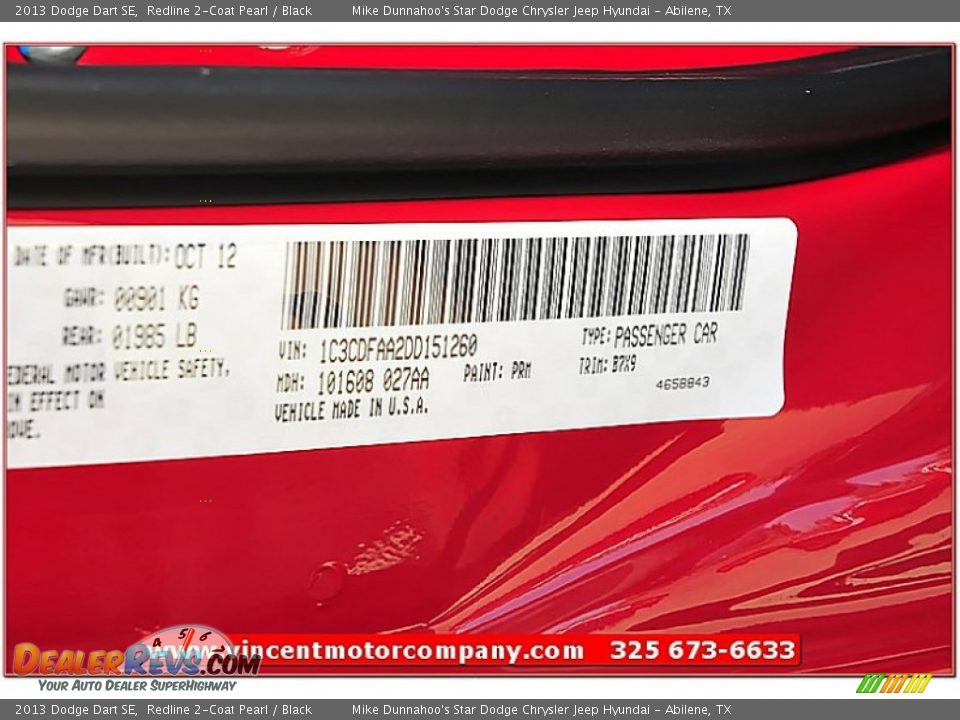 2013 Dodge Dart SE, Redline 2-Coat Pearl / Black Mike Dunnahoo's Star Dodge Chrysler Jeep Hyundai - Abilene, TX
DATE OF MFR(BUILT): OCT 12
GAWR: 00901 KG
REAR: 01985 LB
EDERAL MOTOR VEHICLE SAFETY,
IN EFFECT ON
OVE.
VIN: 1C3CDFAA2DD151260
MDH: 101608 027AA PAINT: PRM
VEHICLE MADE IN U.S.A.
TYPE: PASSENGER CAR
TRIM: B7X9
4658843
www.vincentmotorcompany.com 325 673-6633
DEALERREVS.COM
YOUR AUTO DEALER SUPERHIGHWAY
2013 Dodge Dart SE, Redline 2-Coat Pearl / Black Mike Dunnahoo's Star Dodge Chrysler Jeep Hyundai - Abilene, TX